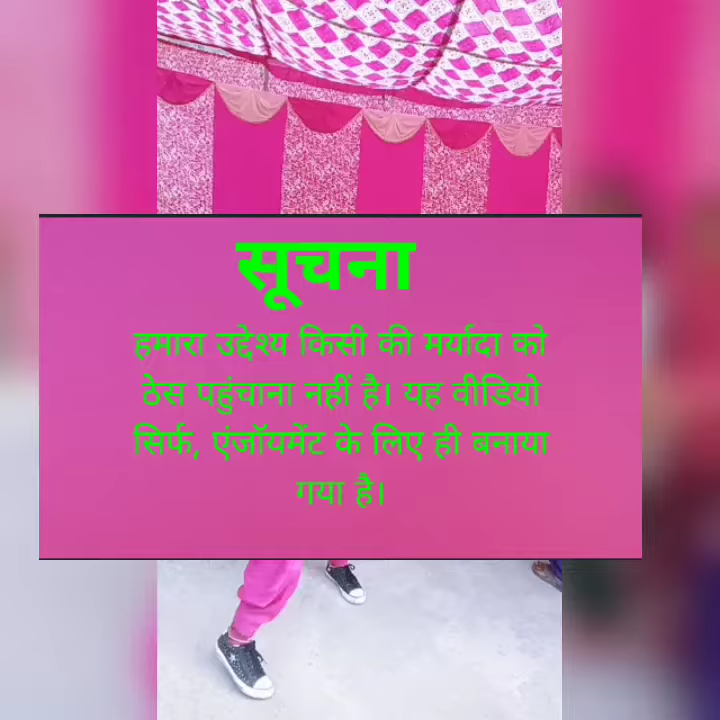 सूचना
हमारा उद्देश्य किसी की मर्यादा को
ठेस पहुंचाना नहीं है। यह वीडियो
सिर्फ, एंजॉयमेंट के लिए ही बनाया
गया है।